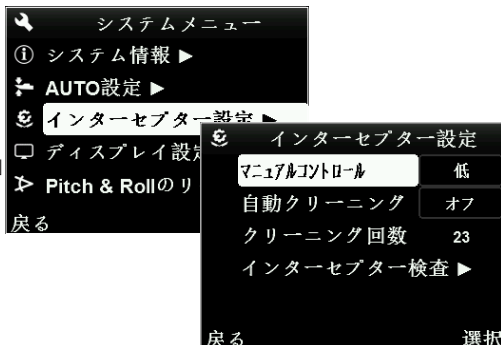 システムメニュー
システム情報 ▶
AUTO設定 ▶
インターセプター設定 ▶
ディスプレイ設定
Pitch & Rollのリ
戻る
インターセプター設定
マニュアルコントロール 低
自動クリーニング オフ
クリーニング回数 23
インターセプター検査 ▶
戻る 選択